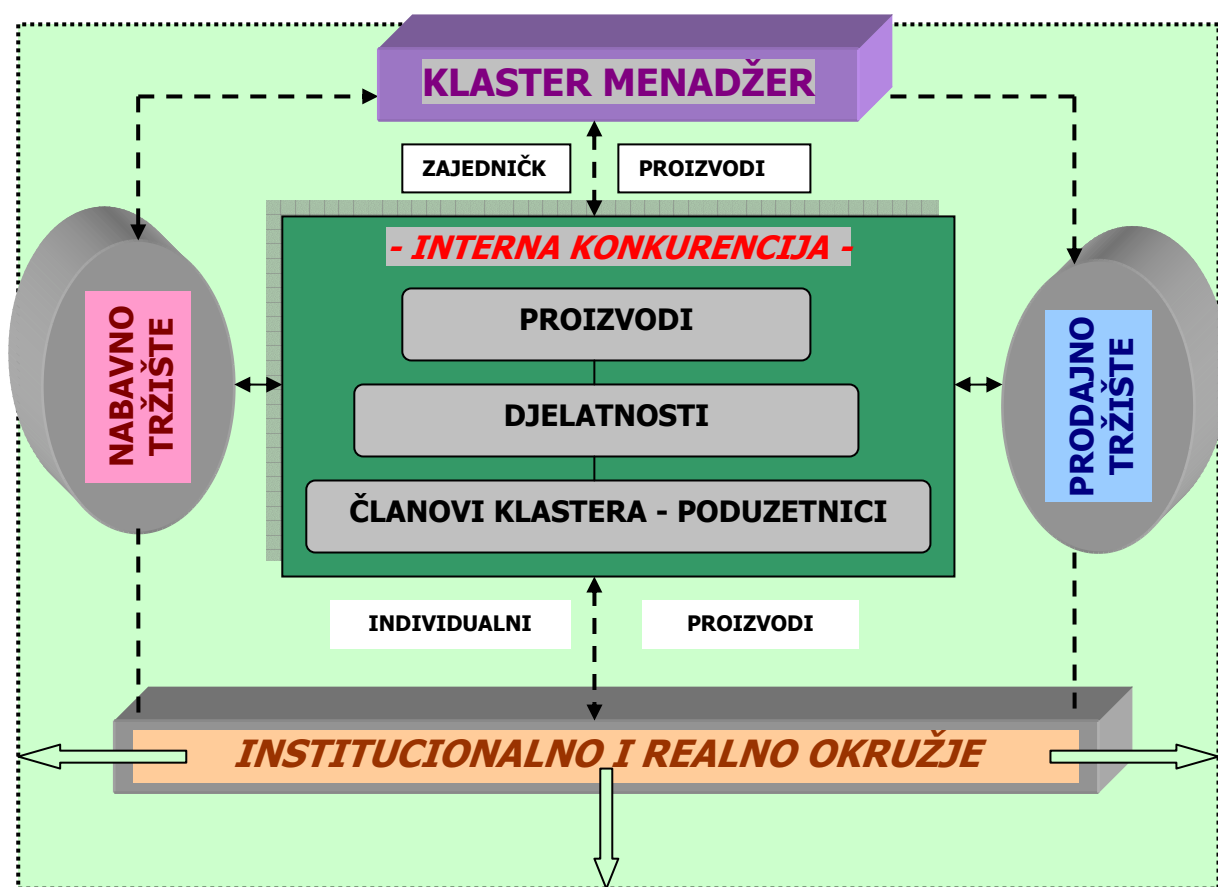 KLASTER MENADŽER
ZAJEDNIČK
PROIZVODI
- INTERNA KONKURENCIJA -
PROIZVODI
DJELATNOSTI
ČLANOVI KLASTERA - PODUZETNICI
NABAVNO
TRŽIŠTE
PRODAJNO
TRŽIŠTE
INDIVIDUALNI
PROIZVODI
INSTITUCIONALNO I REALNO OKRUŽJE